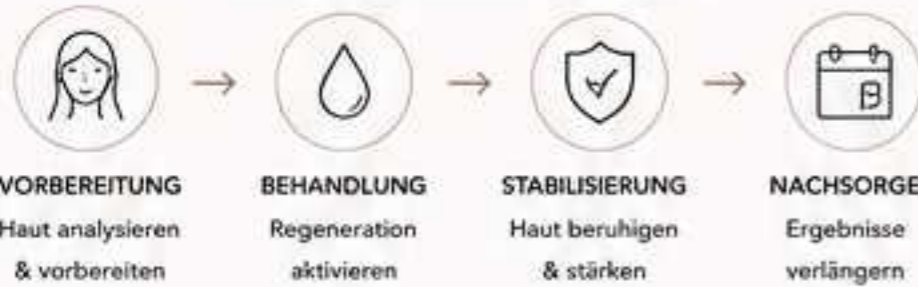 VORBEREITUNG
Haut analysieren
& vorbereiten
BEHANDLUNG
Regeneration
aktivieren
STABILISIERUNG
Haut beruhigen
& stärken
NACHSORGE
Ergebnisse
verlängern